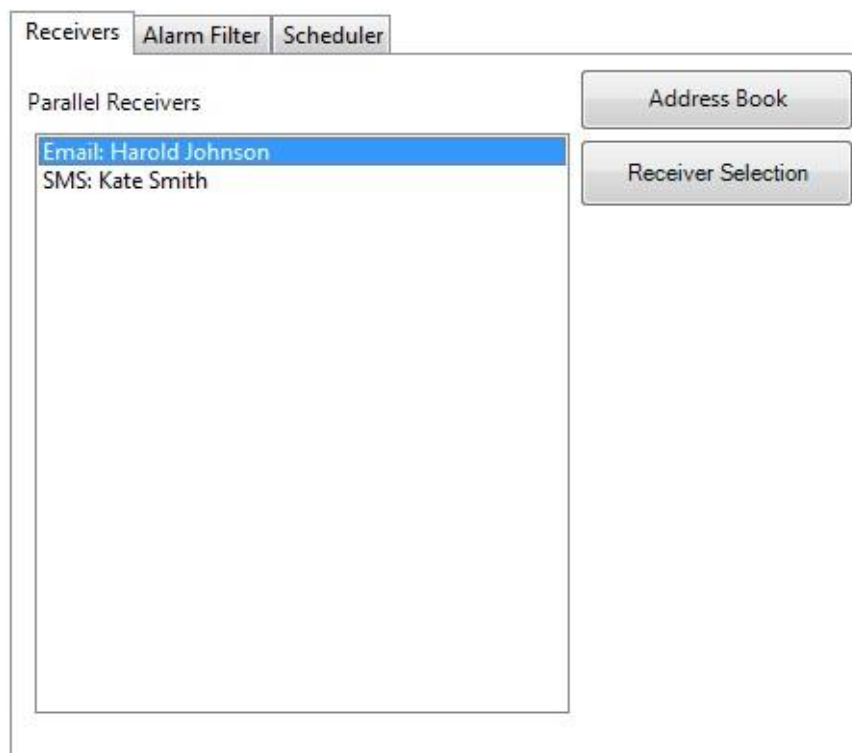 Receivers Alarm Filter Scheduler
Parallel Receivers
Address Book
Email: Harold Johnson
SMS: Kate Smith
Receiver Selection